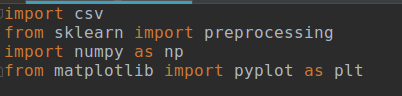 import csv
from sklearn import preprocessing
import numpy as np
from matplotlib import pyplot as plt